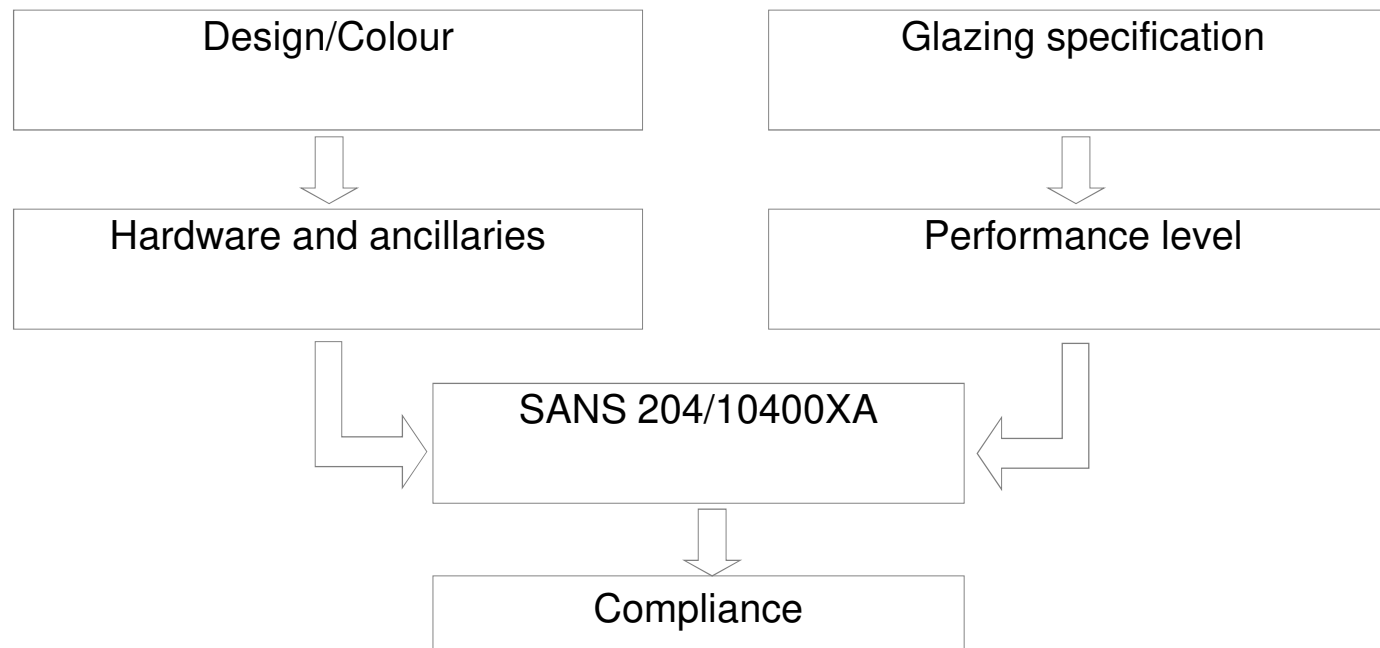 Design/Colour
Glazing specification
Hardware and ancillaries
Performance level
SANS 204/10400XA
Compliance